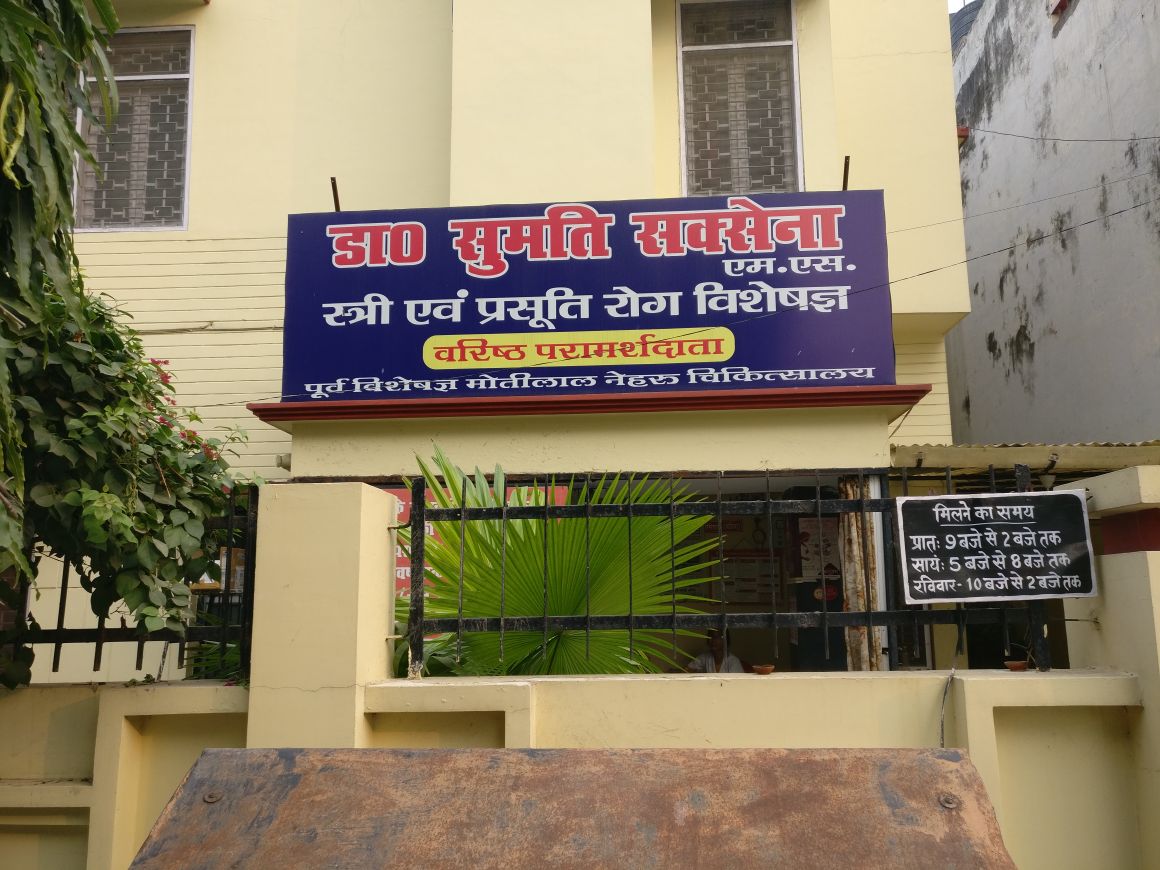 डा० सुमति सक्सेना
एम.एस.
स्त्री एवं प्रसूति रोग विशेषज्ञ
वरिष्ठ परामर्शदाता
पूर्व विशेषज्ञ मोतीलाल नेहरू चिकित्सालय
मिलने का समय
प्रातः 9 बजे से 2 बजे तक
सायंः 5 बजे से 8 बजे तक
रविवार - 10 बजे से 2 बजे तक